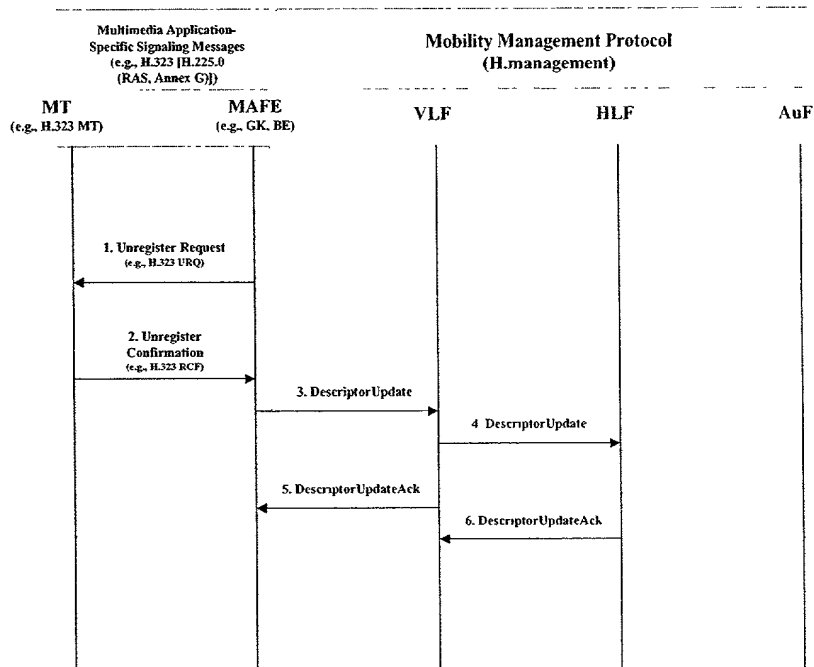 Multimedia Application-
Specific Signaling Messages
(e.g., H.323 [H.225.0
(RAS, Annex G)])
Mobility Management Protocol
(H.management)
MT
(e.g., H.323 MT)
MAFE
(e.g., GK, BE)
VLF
HLF
AuF
1. Unregister Request
(e.g., H.323 URQ)
2. Unregister
Confirmation
(e.g., H.323 RCF)
3. DescriptorUpdate
4 DescriptorUpdate
5. DescriptorUpdateAck
6. DescriptorUpdateAck